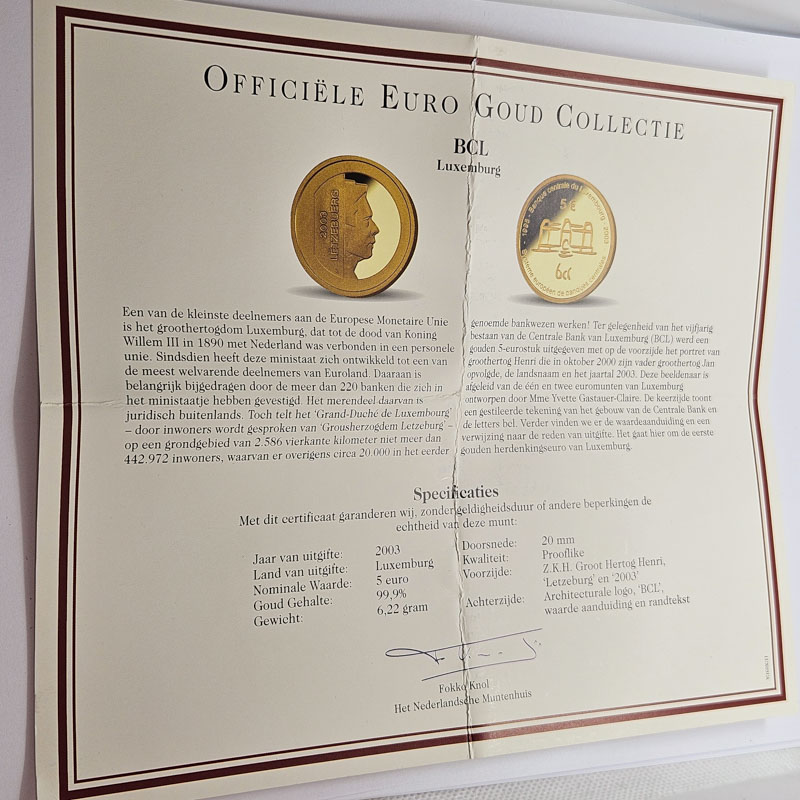 OFFICIËLE EURO GOUD COLLECTIE
BCL
Luxemburg
2003
LËTZEBUERG
S - 1998 - Banque centrale du Luxembourg - 2003
5 €
bcl
système européen de banques centrales
Een van de kleinste deelnemers aan de Europese Monetaire Unie
is het groothertogdom Luxemburg, dat tot de dood van Koning
Willem III in 1890 met Nederland was verbonden in een personele
unie. Sindsdien heeft deze ministaat zich ontwikkeld tot een van
de meest welvarende deelnemers van Euroland. Daaraan is
belangrijk bijgedragen door de meer dan 220 banken die zich in
het ministaatje hebben gevestigd. Het merendeel daarvan is
juridisch buitenlands. Toch telt het 'Grand-Duché de Luxembourg'
– door inwoners wordt gesproken van 'Grousherzogdem Letzeburg' –
op een grondgebied van 2.586 vierkante kilometer niet meer dan
442.972 inwoners, waarvan er overigens circa 20.000 in het eerder
genoemde bankwezen werken! Ter gelegenheid van het vijfjarig
bestaan van de Centrale Bank van Luxemburg (BCL) werd een
gouden 5-eurostuk uitgegeven met op de voorzijde het portret van
groothertog Henri die in oktober 2000 zijn vader groothertog Jan
opvolgde, de landsnaam en het jaartal 2003. Deze beeldenaar is
afgeleid van de één en twee euromunten van Luxemburg
ontworpen door Mme Yvette Gastauer-Claire. De keerzijde toont
een gestileerde tekening van het gebouw van de Centrale Bank en
de letters bcl. Verder vinden we er de waardeaanduiding en een
verwijzing naar de reden van uitgifte. Het gaat hier om de eerste
gouden herdenkingseuro van Luxemburg.
Specificaties
Met dit certificaat garanderen wij, zonder geldigheidsduur of andere beperkingen de
echtheid van deze munt:
Jaar van uitgifte: 2003
Land van uitgifte: Luxemburg
Nominale Waarde: 5 euro
Goud Gehalte: 99,9%
Gewicht: 6,22 gram
Doorsnede: 20 mm
Kwaliteit: Prooflike
Voorzijde: Z.K.H. Groot Hertog Henri,
'Letzeburg' en '2003'
Achterzijde: Architecturale logo, 'BCL',
waarde aanduiding en randtekst
Fokko Knol
Het Nederlandsche Muntenhuis